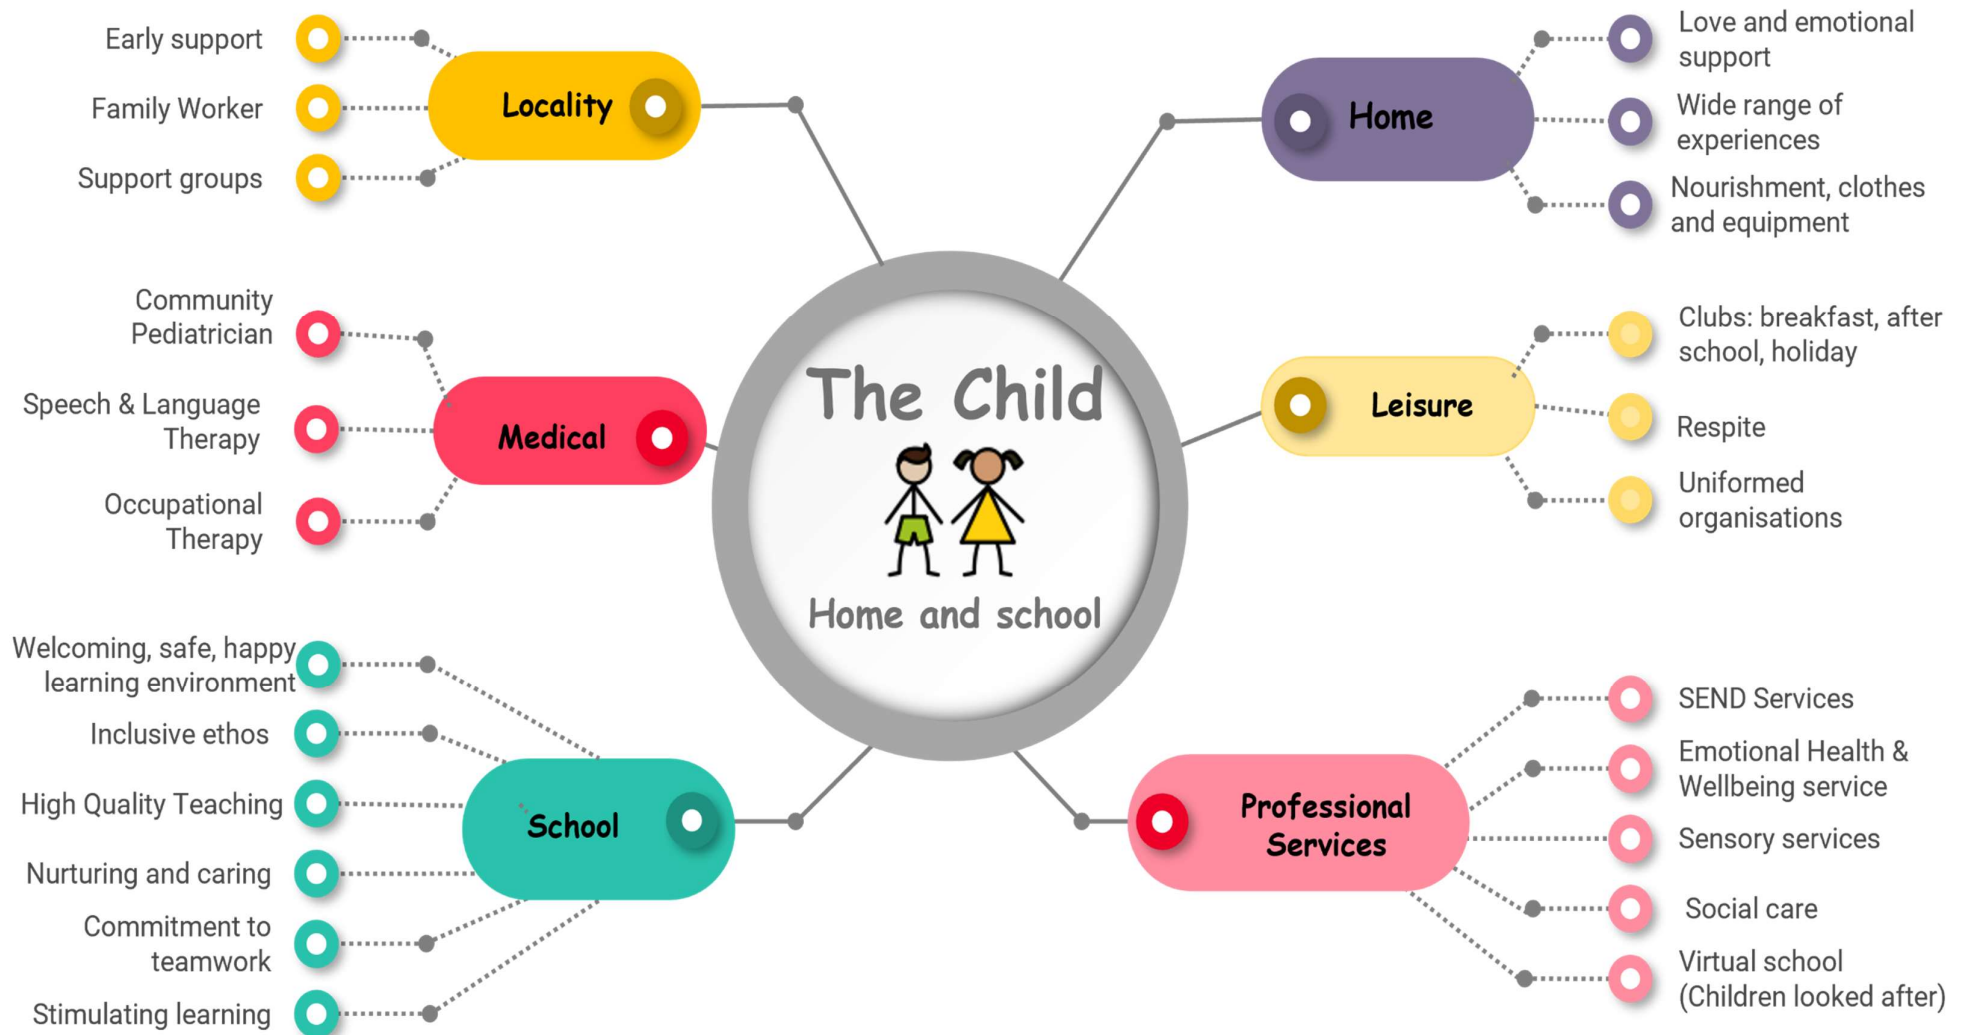 Early support
Family Worker
Support groups
Locality
Community
Pediatrician
Speech & Language
Therapy
Occupational
Therapy
Medical
Welcoming, safe, happy
learning environment
Inclusive ethos
High Quality Teaching
Nurturing and caring
Commitment to
teamwork
Stimulating learning
School
The Child
Home and school
Home
Love and emotional
support
Wide range of
experiences
Nourishment, clothes
and equipment
Leisure
Clubs: breakfast, after
school, holiday
Respite
Uniformed
organisations
Professional
Services
SEND Services
Emotional Health &
Wellbeing service
Sensory services
Social care
Virtual school
(Children looked after)